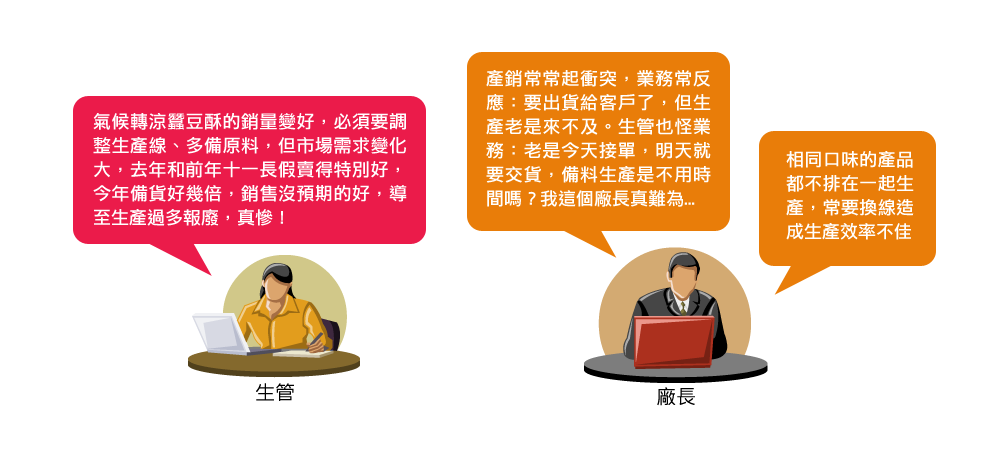 氣候轉涼蠶豆酥的銷量變好，必須要調
整生產線、多備原料，但市場需求變化
大，去年和前年十一長假賣得特別好，
今年備貨好幾倍，銷售沒預期的好，導
至生產過多報廢，真慘！
生管
產銷常常起衝突，業務常反
應：要出貨給客戶了，但生
產老是來不及。生管也怪業
務：老是今天接單，明天就
要交貨，備料生產是不用時
間嗎？我這個廠長真難為...
相同口味的產品
都不排在一起生
產，常要換線造
成生產效率不佳
廠長